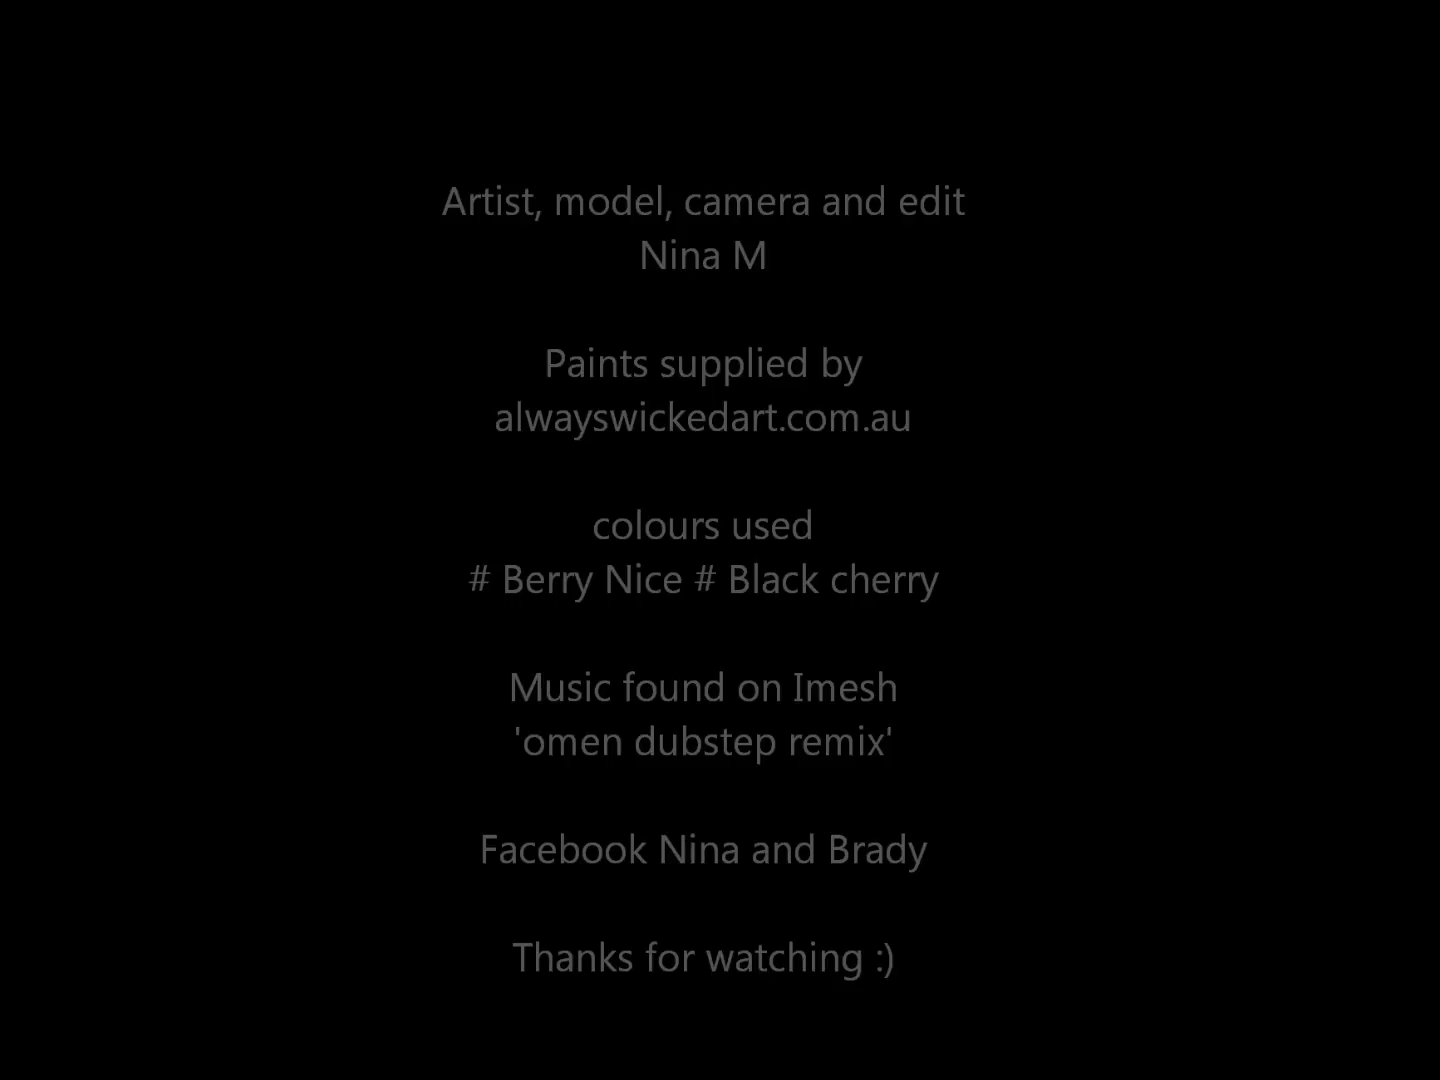 Artist, model, camera and edit
Nina M
Paints supplied by
alwayswickedart.com.au
colours used
# Berry Nice # Black cherry
Music found on Imesh
'omen dubstep remix'
Facebook Nina and Brady
Thanks for watching :)